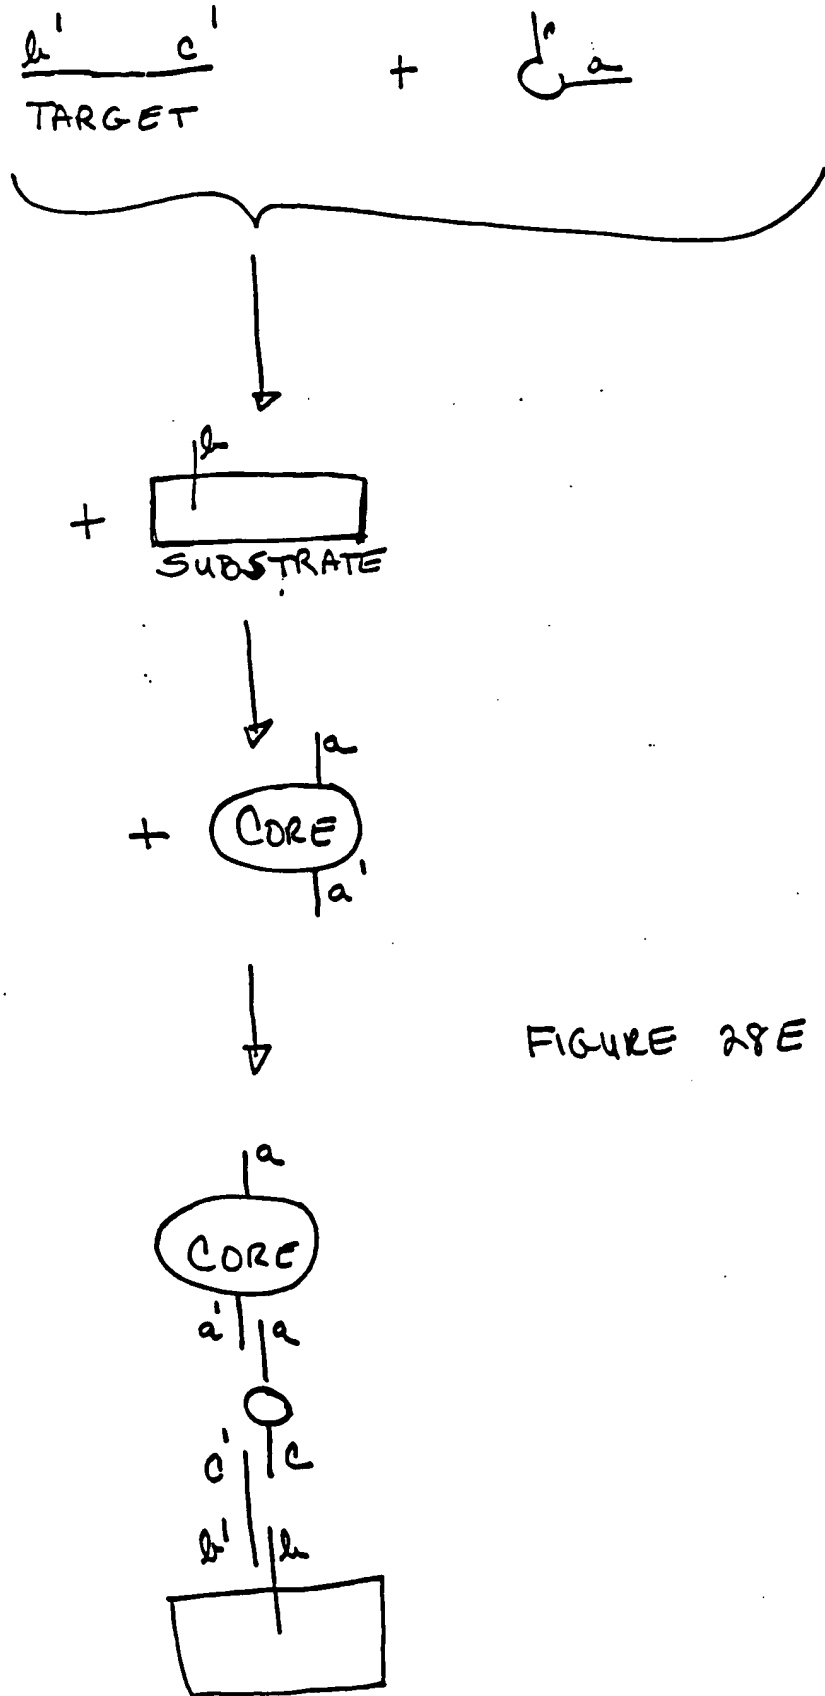 b' c'
+
a
TARGET
b
+
SUBSTRATE
a
+ CORE
a'
FIGURE 28E
a
CORE
a' a
c' c
b' b